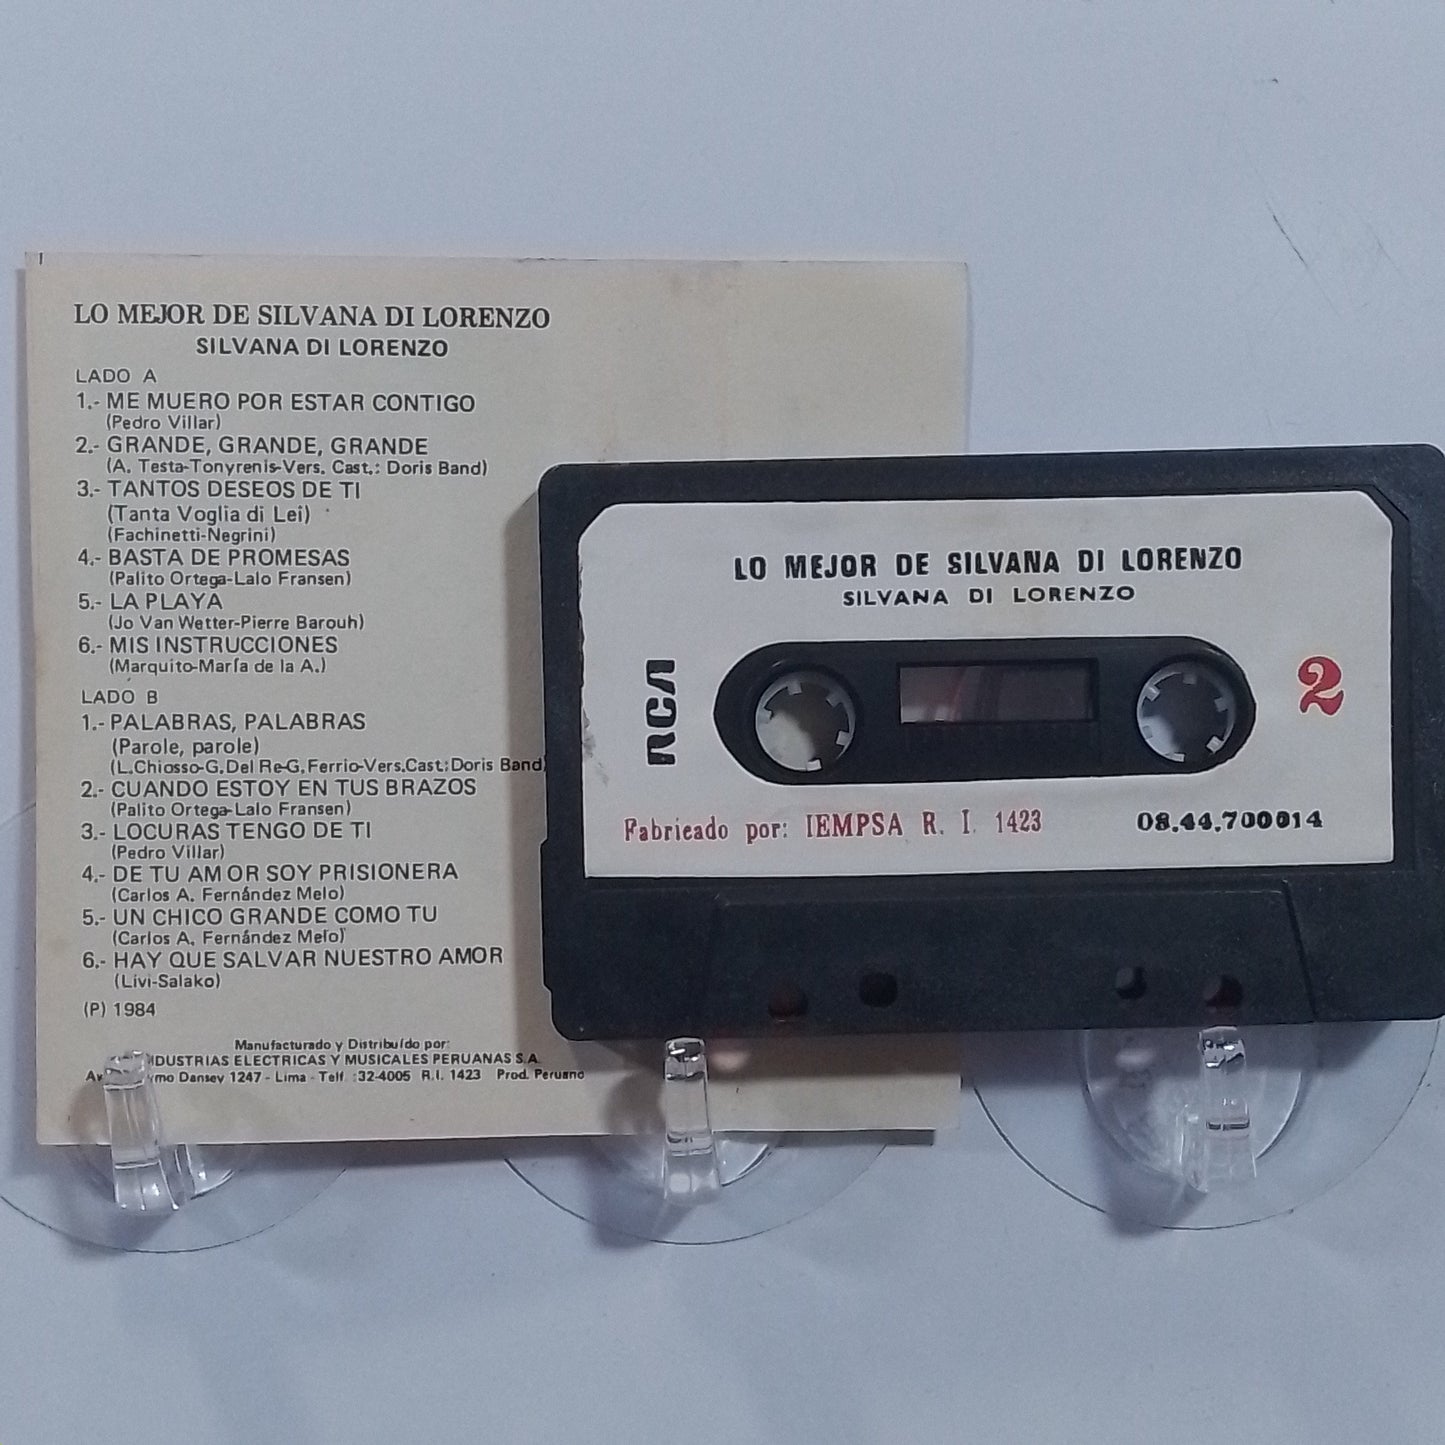 LO MEJOR DE SILVANA DI LORENZO
SILVANA DI LORENZO
LADO A
1.- ME MUERO POR ESTAR CONTIGO
(Pedro Villar)
2.- GRANDE, GRANDE, GRANDE
(A. Testa-Tonyrenis-Vers. Cast.: Doris Band)
3.- TANTOS DESEOS DE TI
(Tanta Voglia di Lei)
(Fachinetti-Negrini)
4.- BASTA DE PROMESAS
(Palito Ortega-Lalo Fransen)
5.- LA PLAYA
(Jo Van Wetter-Pierre Barouh)
6.- MIS INSTRUCCIONES
(Marquito-María de la A.)
LADO B
1.- PALABRAS, PALABRAS
(Parole, parole)
(L.Chiosso-G.Del Re-G.Ferrio-Vers.Cast:Doris Band)
2.- CUANDO ESTOY EN TUS BRAZOS
(Palito Ortega-Lalo Fransen)
3.- LOCURAS TENGO DE TI
(Pedro Villar)
4.- DE TU AMOR SOY PRISIONERA
(Carlos A. Fernández Melo)
5.- UN CHICO GRANDE COMO TU
(Carlos A. Fernández Melo)
6.- HAY QUE SALVAR NUESTRO AMOR
(Livi-Salako)
(P) 1984
Manufacturado y Distribuído por:
ELECTRICAS Y MUSICALES PERUANAS S.A.
Dansey 1247 - Lima - Telf. :32-4005 R.I. 1423 Prod. Peruano
LO MEJOR DE SILVANA DI LORENZO
SILVANA DI LORENZO
RCA
2
Fabricado por: IEMPSA R. I. 1423
08.44.700014